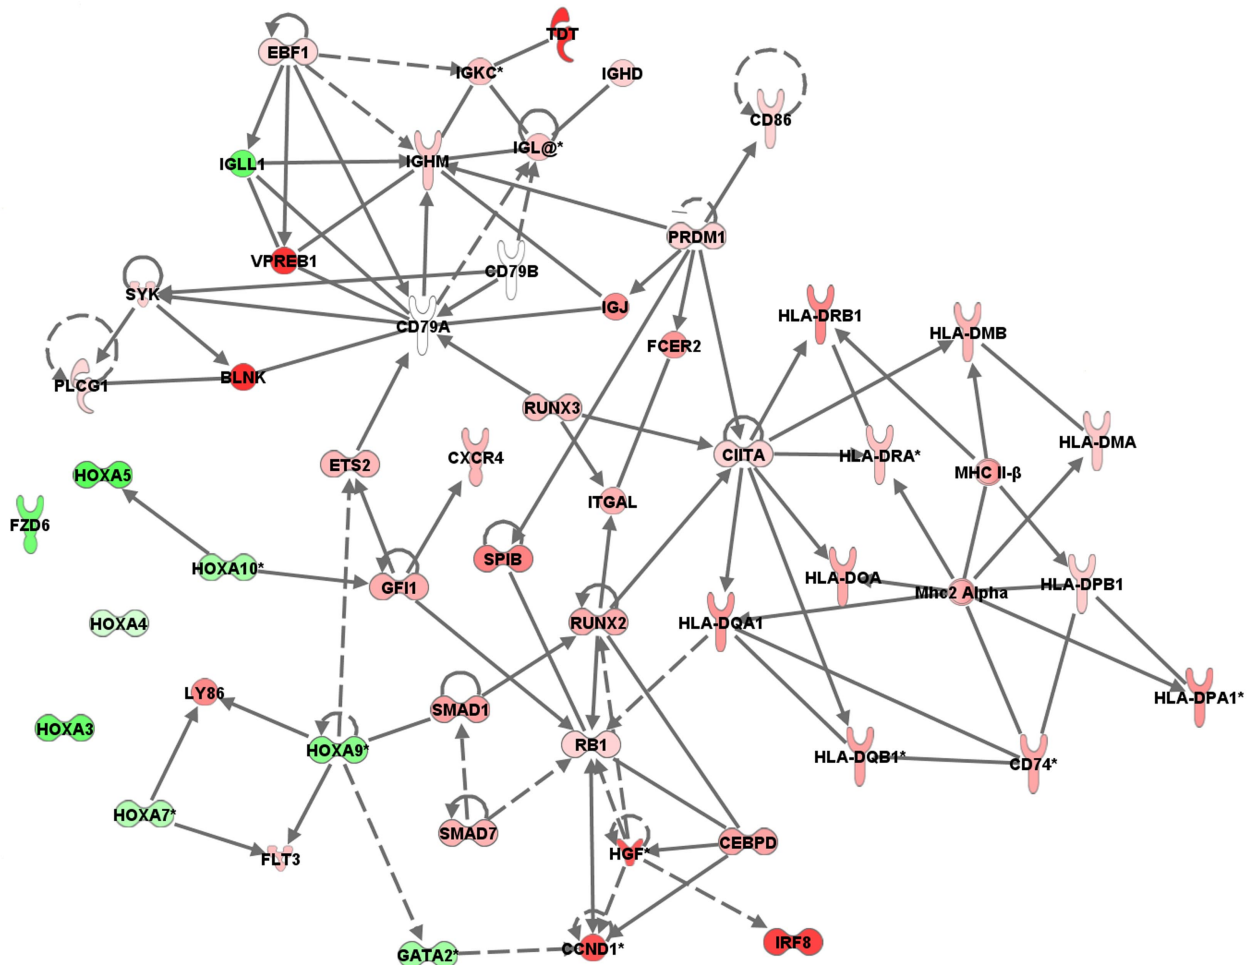 TDT
EBF1
IGKC*
IGHD
CD86
IGLL1
IGHM
IGL@*
PRDM1
VPREB1
CD79B
SYK
IGJ
CD79A
HLA-DRB1
HLA-DMB
FCER2
PLCG1
BLNK
RUNX3
HLA-DMA
CIITA
HLA-DRA*
CXCR4
ETS2
MHC II-β
HOXA5
ITGAL
FZD6
SPIB
HOXA10*
GFI1
HLA-DOA
HLA-DPB1
Mhc2 Alpha
HOXA4
RUNX2
HLA-DQA1
LY86
HLA-DPA1*
SMAD1
HOXA3
HOXA9*
RB1
HLA-DQB1*
CD74*
HOXA7*
SMAD7
CEBPD
HGF*
FLT3
IRF8
GATA2*
CCND1*